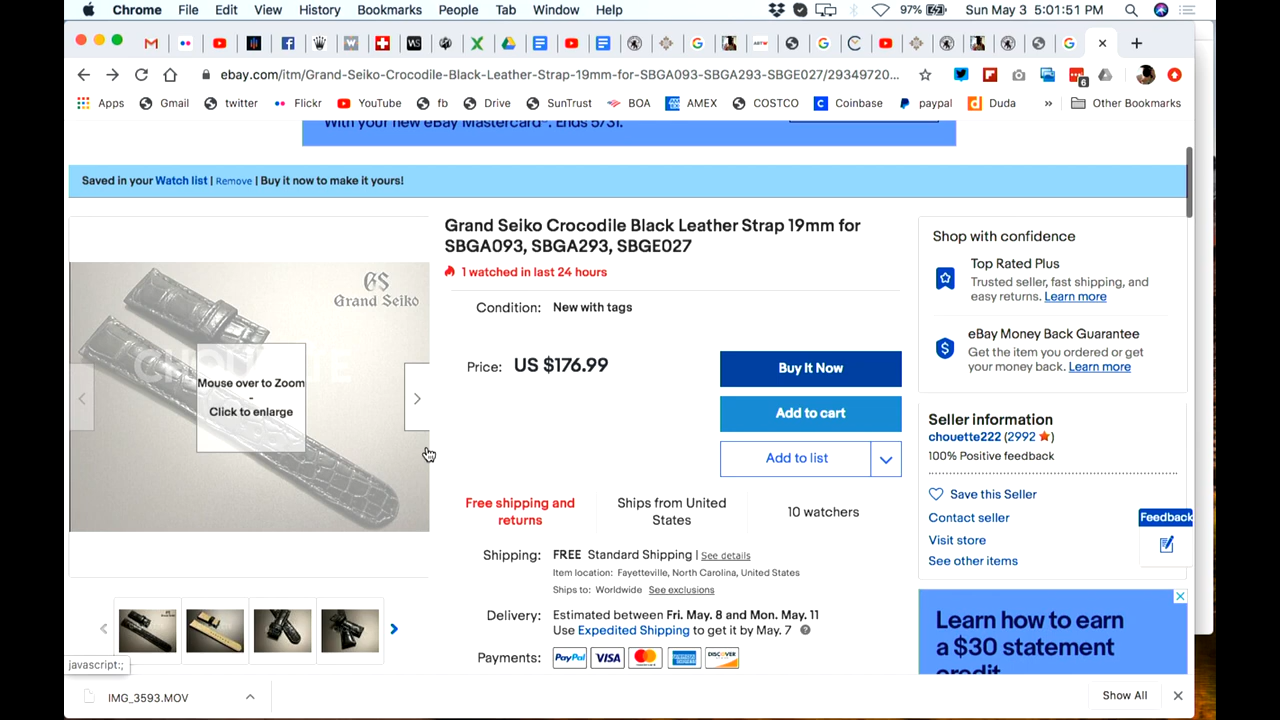 Chrome File Edit View History Bookmarks People Tab Window Help 97% Sun May 3 5:01:51 PM
ebay.com/itm/Grand-Seiko-Crocodile-Black-Leather-Strap-19mm-for-SBGA093-SBGA293-SBGE027/29349720...
6
Apps Gmail twitter Flickr YouTube fb Drive SunTrust BOA AMEX COSTCO Coinbase paypal Duda » Other Bookmarks
With your new eBay Mastercard®. Ends 5/31.
Saved in your Watch list | Remove | Buy it now to make it yours!
GS
Grand Seiko
Mouse over to Zoom
-
Click to enlarge
Grand Seiko Crocodile Black Leather Strap 19mm for
SBGA093, SBGA293, SBGE027
1 watched in last 24 hours
Condition: New with tags
Price: US $176.99
Buy It Now
Add to cart
Add to list
Free shipping and
returns
Ships from United
States
10 watchers
Shipping: FREE Standard Shipping | See details
Item location: Fayetteville, North Carolina, United States
Ships to: Worldwide See exclusions
Delivery: Estimated between Fri. May. 8 and Mon. May. 11
Use Expedited Shipping to get it by May. 7
Payments: PayPal VISA DISCOVER
Shop with confidence
Top Rated Plus
Trusted seller, fast shipping, and
easy returns. Learn more
eBay Money Back Guarantee
Get the item you ordered or get
your money back. Learn more
Seller information
chouette222 (2992 )
100% Positive feedback
Save this Seller
Contact seller
Visit store
See other items
Feedback
Learn how to earn
a $30 statement
credit
javascript:;
IMG_3593.MOV
Show All